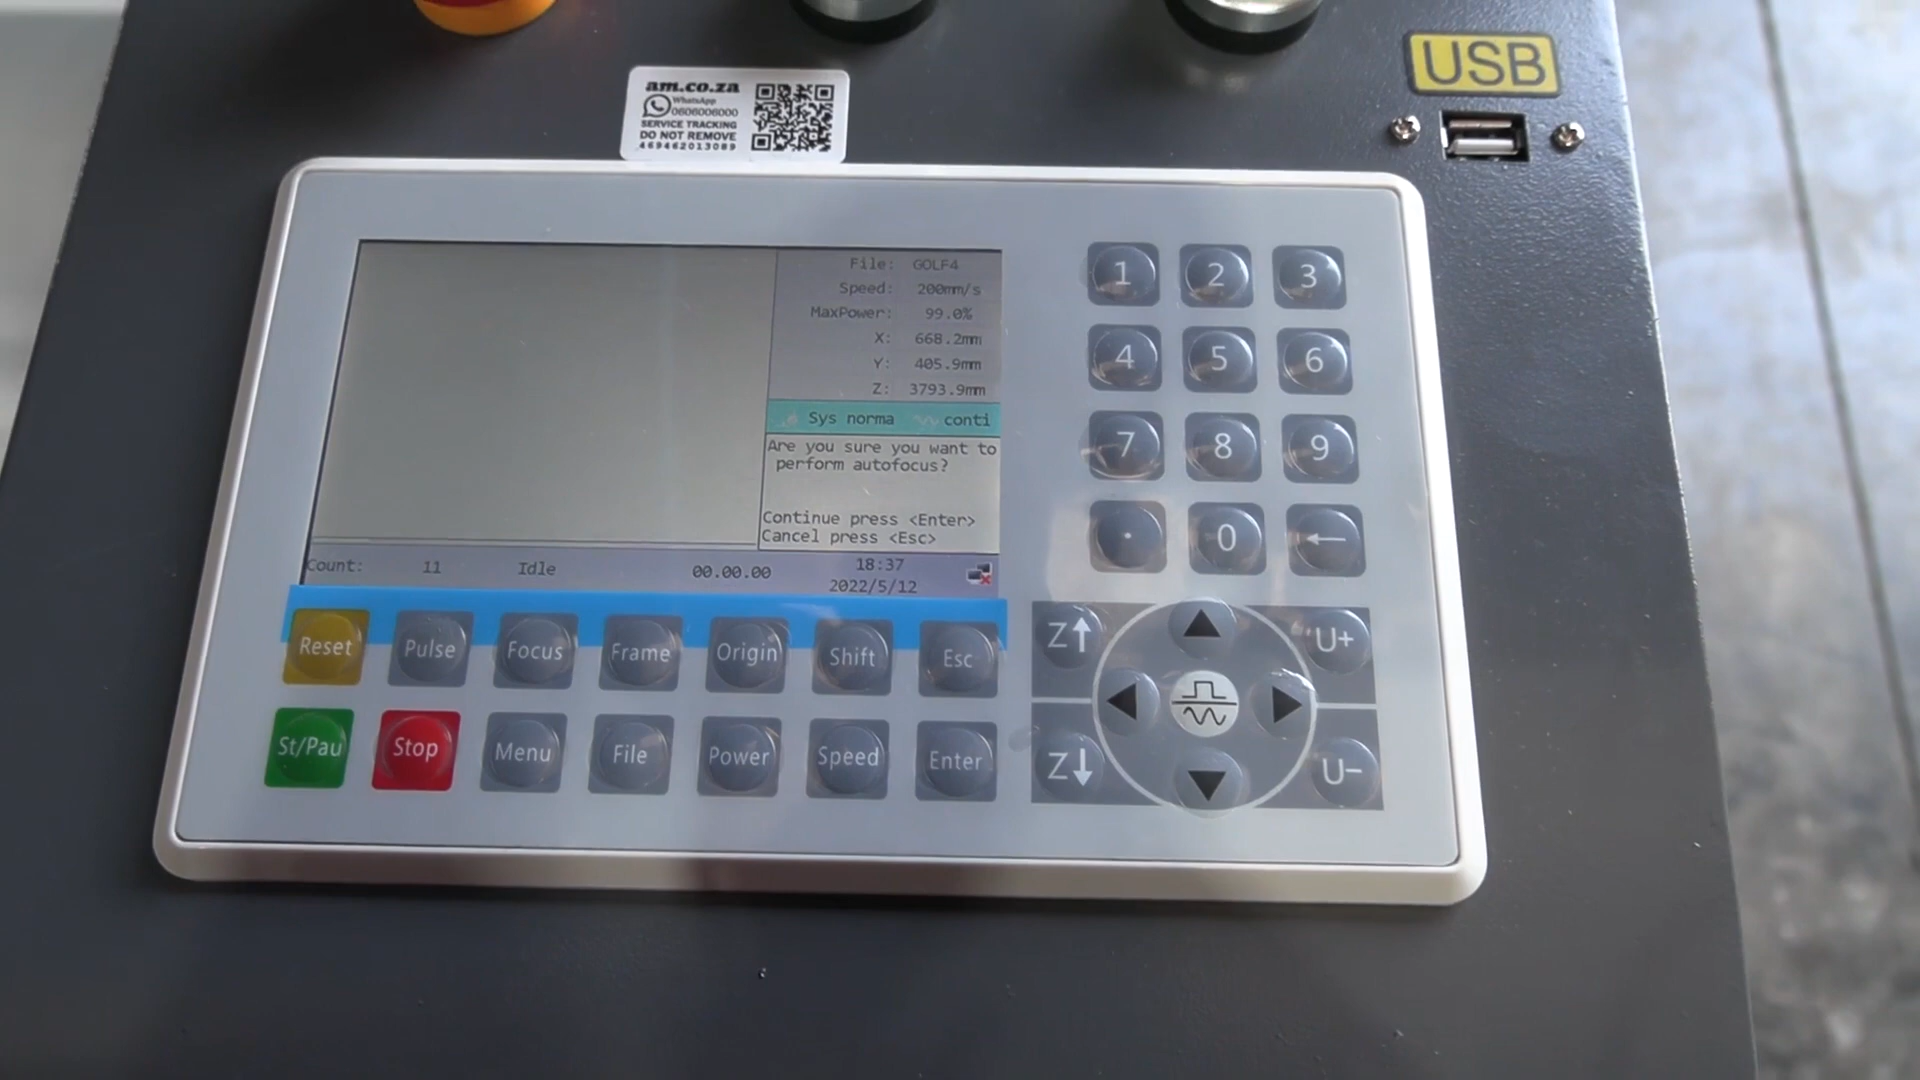 USB
am.co.za
WhatsApp
0606006000
SERVICE TRACKING
DO NOT REMOVE
469462013089
File: GOLF4
Speed: 200mm/s
MaxPower: 99.0%
X: 668.2mm
Y: 405.9mm
Z: 3793.9mm
Sys norma conti
Are you sure you want to
perform autofocus?
Continue press <Enter>
Cancel press <Esc>
Count: 11 Idle 00.00.00 18:37
2022/5/12
1 2 3
4 5 6
7 8 9
. 0 ←
Reset Pulse Focus Frame Origin Shift Esc
St/Pau Stop Menu File Power Speed Enter
Z↑ U+
Z↓ U-